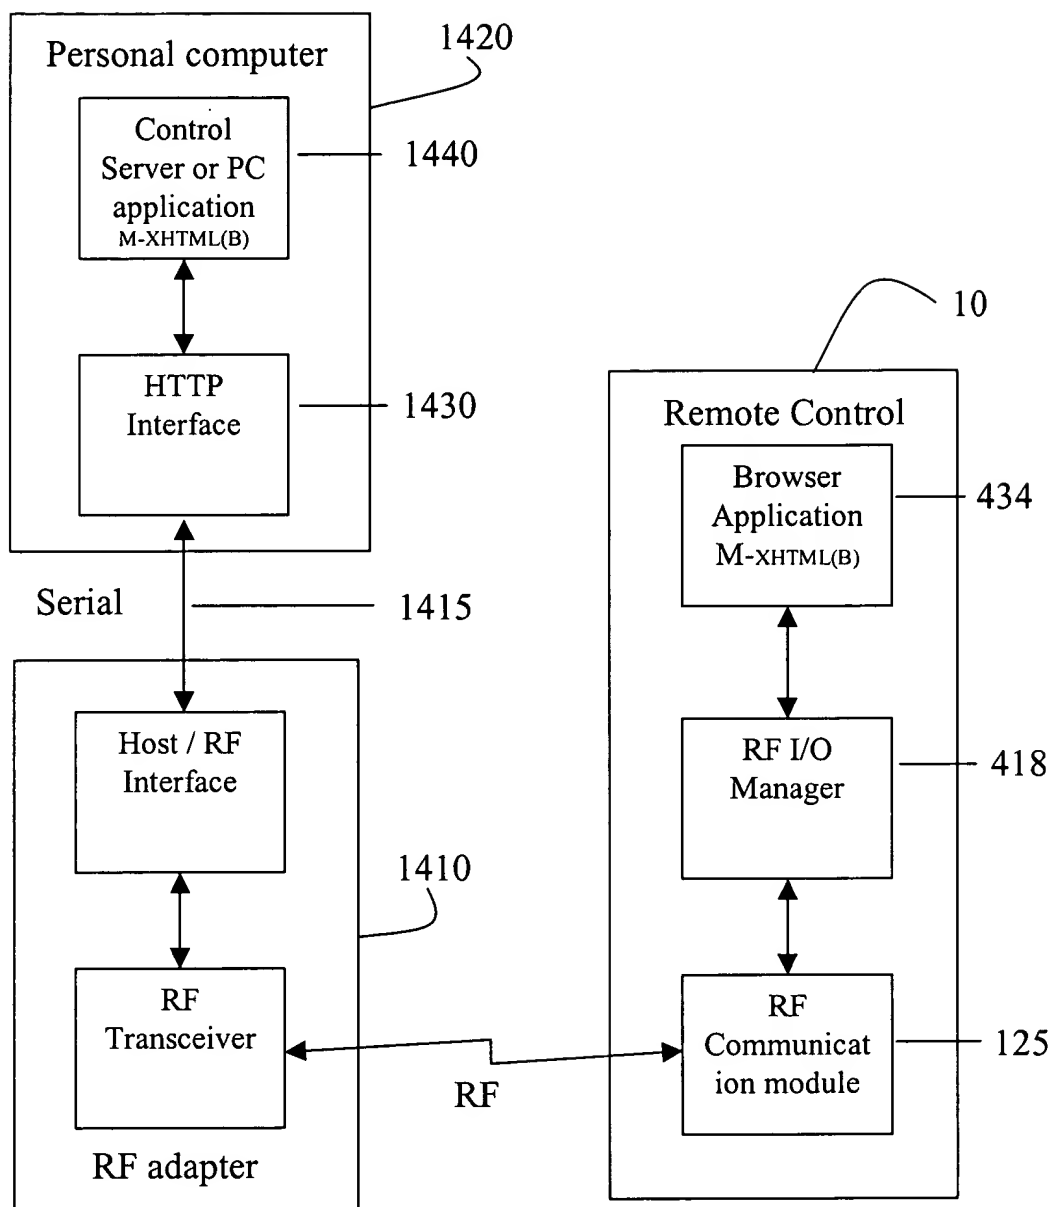 Personal computer
1420
Control
Server or PC
application
M-XHTML(B)
1440
HTTP
Interface
1430
Serial
1415
Host / RF
Interface
1410
RF
Transceiver
RF adapter
RF
10
Remote Control
Browser
Application
M-XHTML(B)
434
RF I/O
Manager
418
RF
Communicat
ion module
125